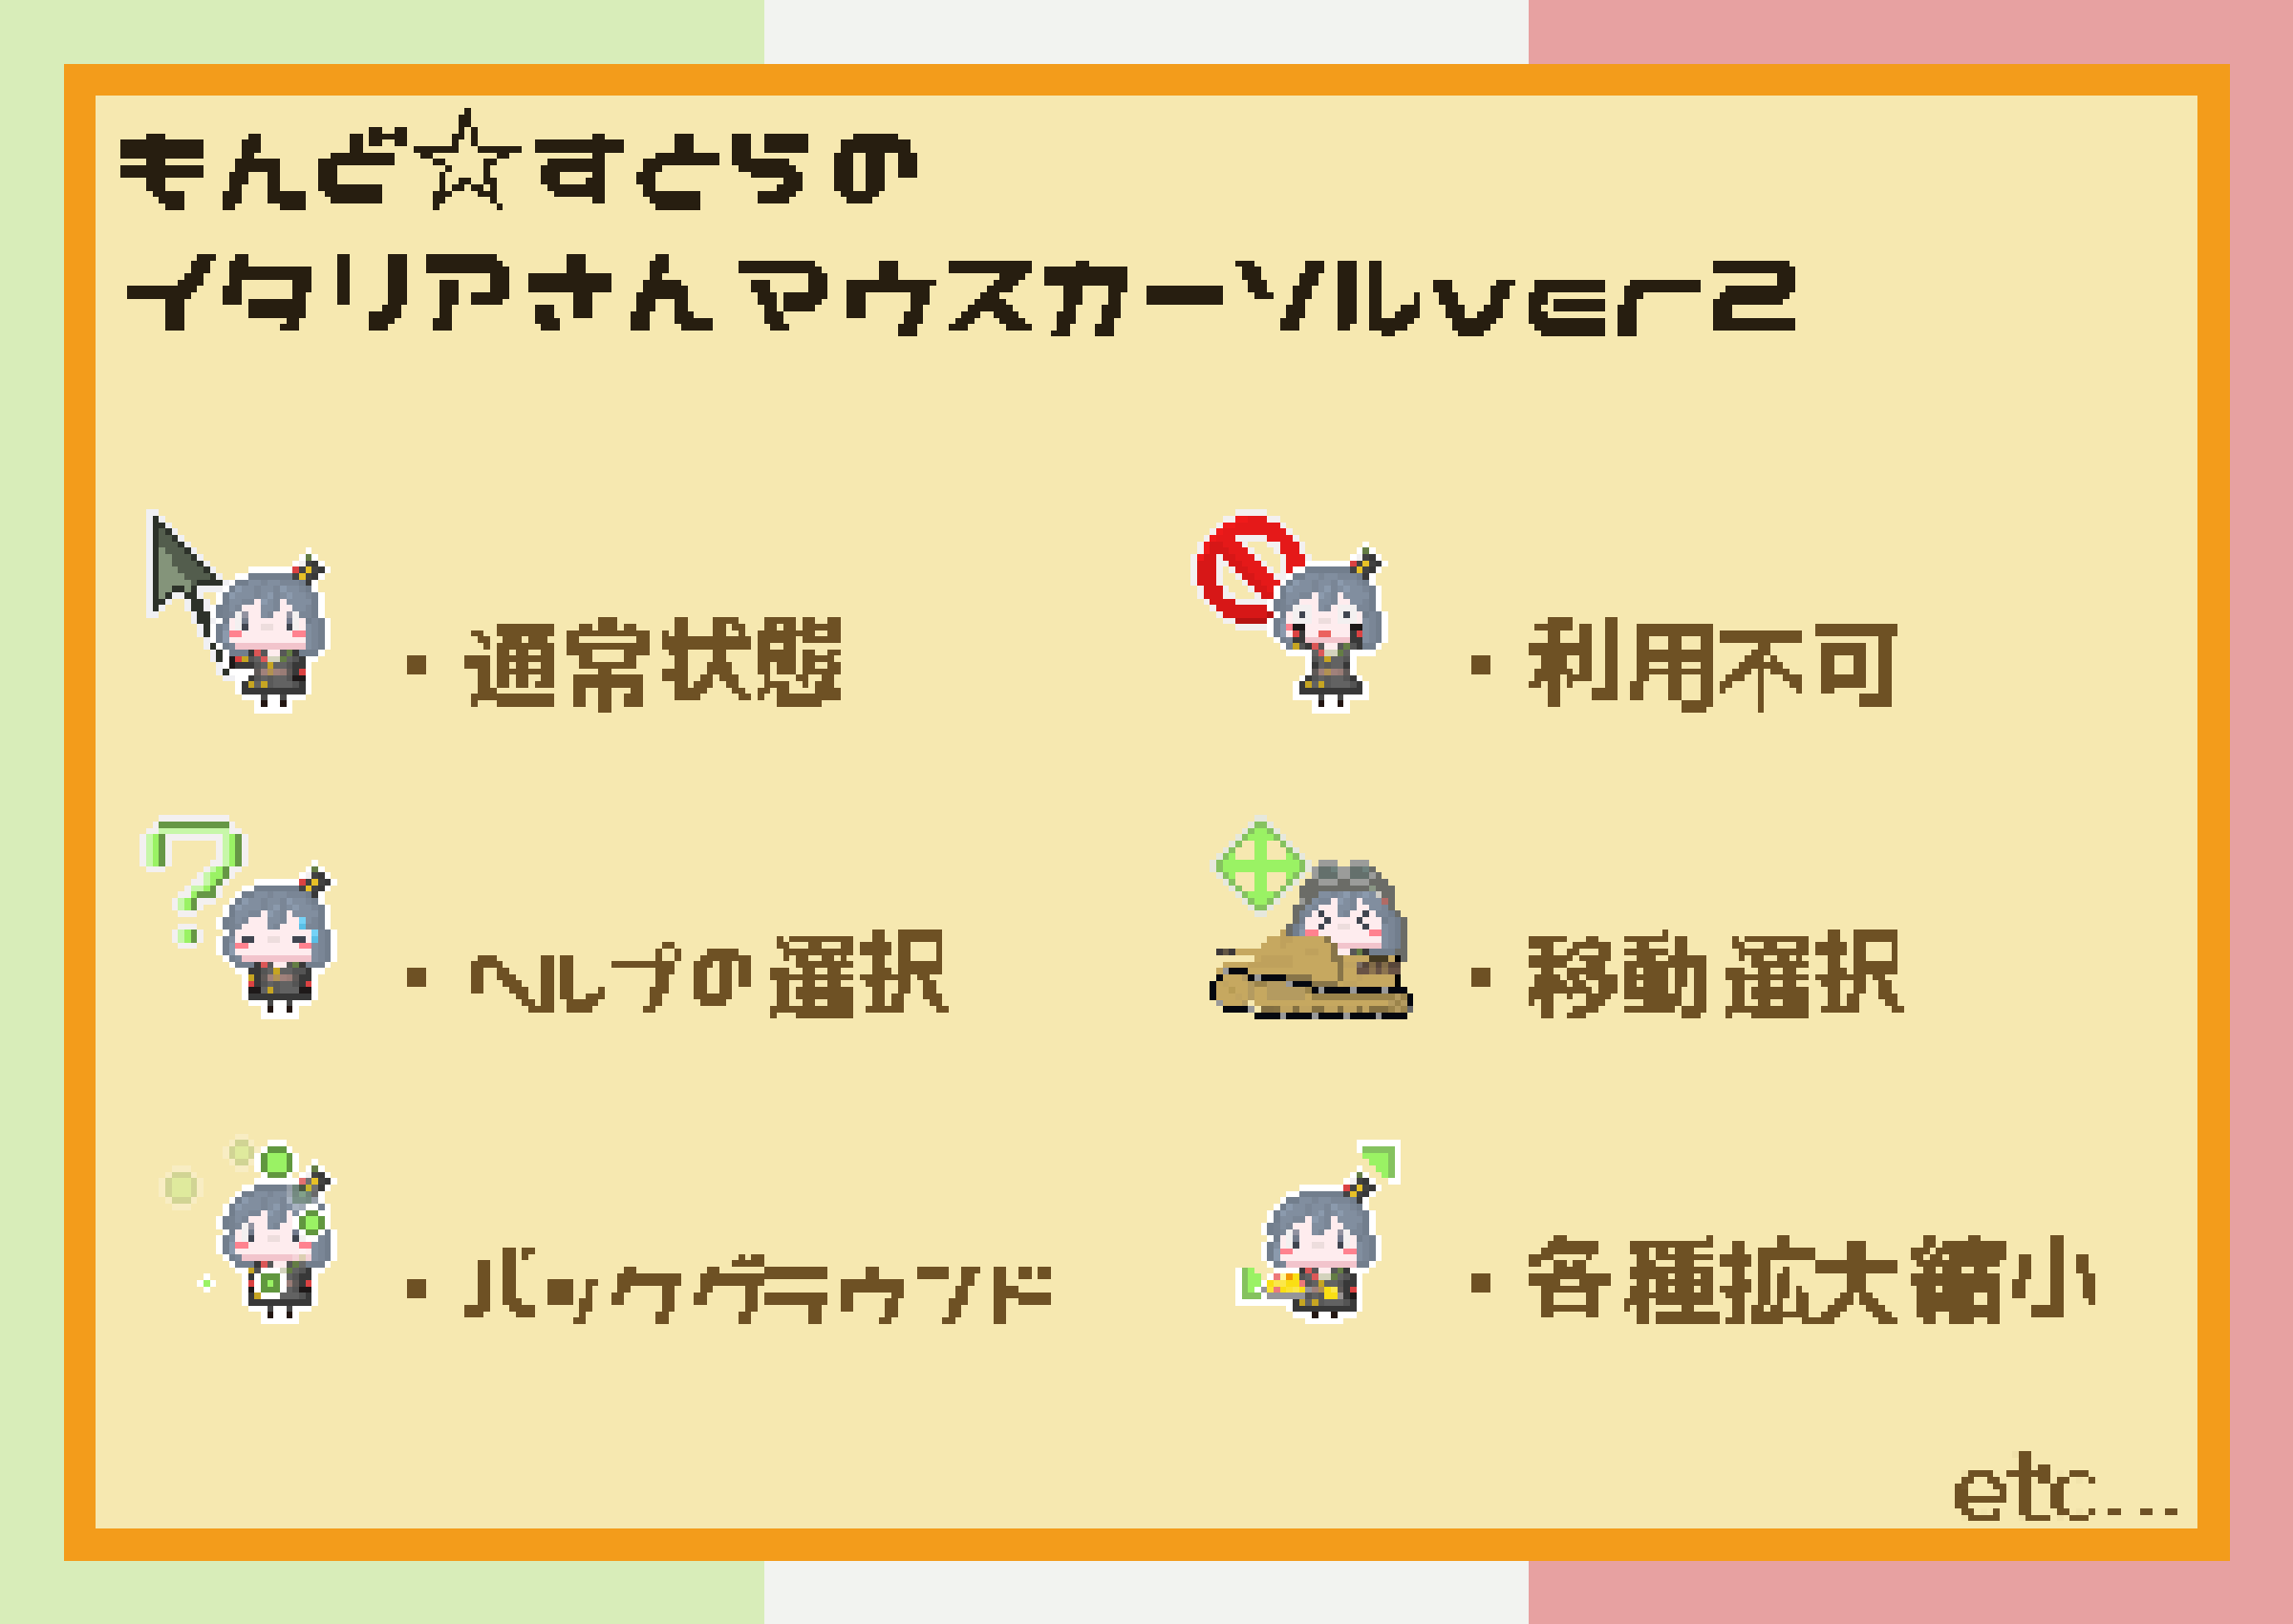 もんど☆すとらの
イタリアさんマウスカーソルver2
・通常状態
・利用不可
・ヘルプの選択
・移動選択
・バックグラウンド
・各種拡大縮小
etc...